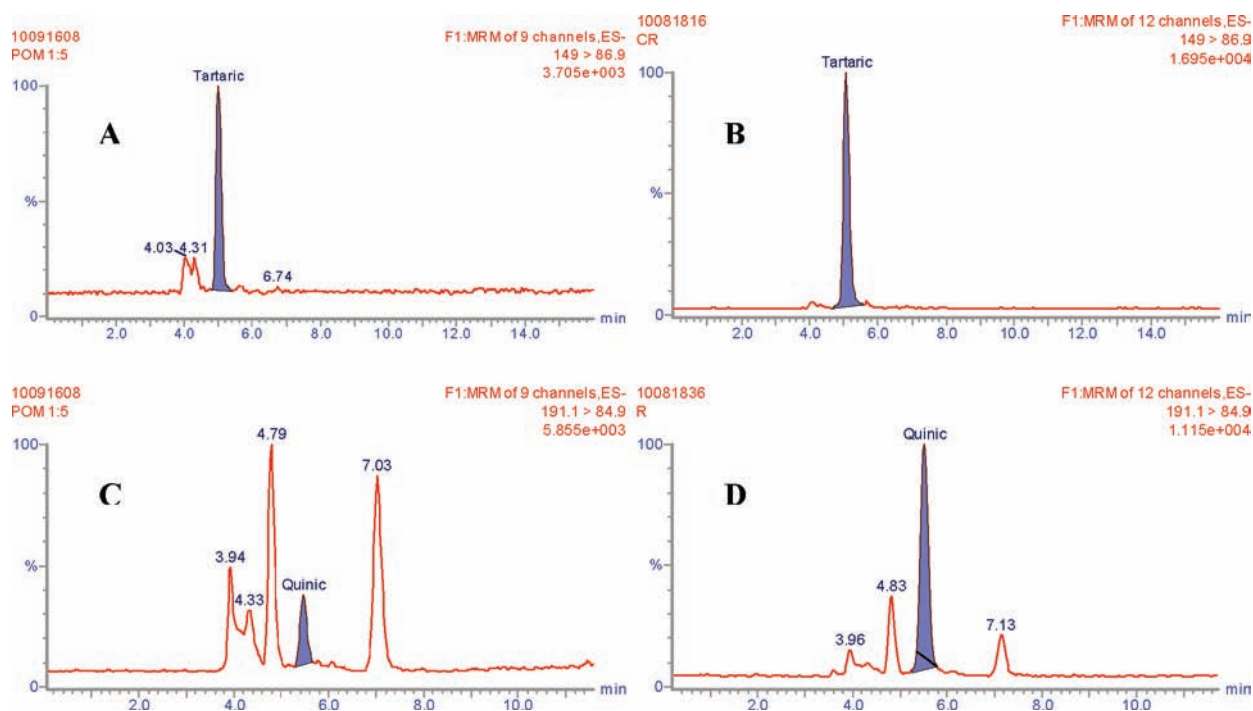 10091608
POM 1:5
F1:MRM of 9 channels,ES-
149 > 86.9
3.705e+003
100
%
0
A
Tartaric
4.03
4.31
6.74
2.0 4.0 6.0 8.0 10.0 12.0 14.0
min
10081816
CR
F1:MRM of 12 channels,ES-
149 > 86.9
1.695e+004
100
%
0
B
Tartaric
2.0 4.0 6.0 8.0 10.0 12.0 14.0
min
10091608
POM 1:5
F1:MRM of 9 channels,ES-
191.1 > 84.9
5.855e+003
100
%
0
C
3.94
4.33
4.79
Quinic
7.03
2.0 4.0 6.0 8.0 10.0
min
10081836
R
F1:MRM of 12 channels,ES-
191.1 > 84.9
1.115e+004
100
%
0
D
3.96
4.83
Quinic
7.13
2.0 4.0 6.0 8.0 10.0
min